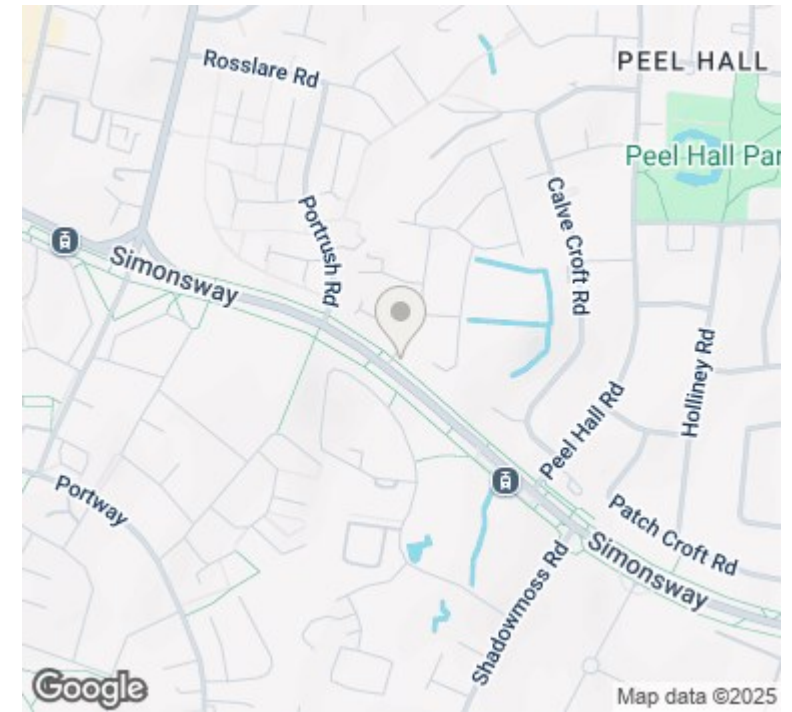 Rosslare Rd
PEEL HALL
Peel Hall Par
Calve Croft Rd
Portrush Rd
Simonsway
Holliney Rd
Peel Hall Rd
Portway
Patch Croft Rd
Simonsway
Shadowmoss Rd
Google
Map data ©2025